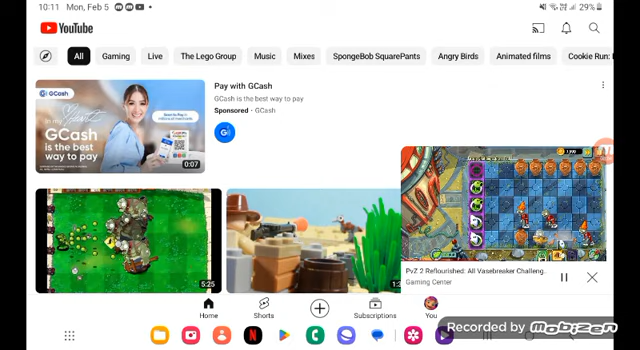 10:11 Mon, Feb 5
29%
YouTube
All
Gaming
Live
The Lego Group
Music
Mixes
SpongeBob SquarePants
Angry Birds
Animated films
Cookie Run:
GCash
GCash
is the best
way to pay
0:07
Pay with GCash
GCash is the best way to pay
Sponsored • GCash
5:25
PvZ 2 Reflourished: All Vasebreaker Challeng..
Gaming Center
Home
Shorts
Subscriptions
You
Recorded by Mobizen